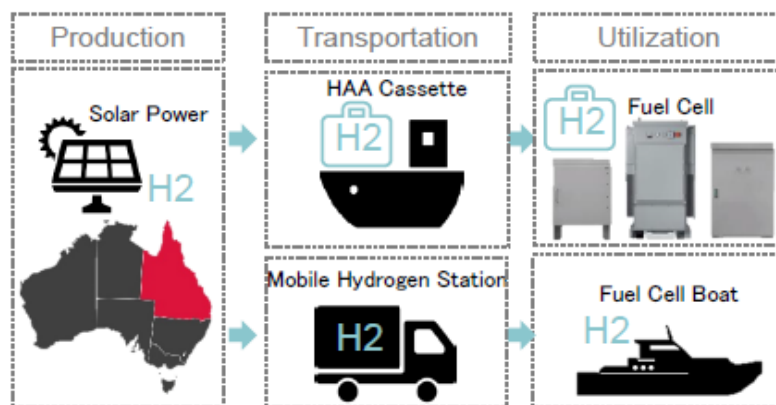 Production
Transportation
Utilization
Solar Power
H2
HAA Cassette
H2
Fuel Cell
H2
Mobile Hydrogen Station
H2
Fuel Cell Boat
H2